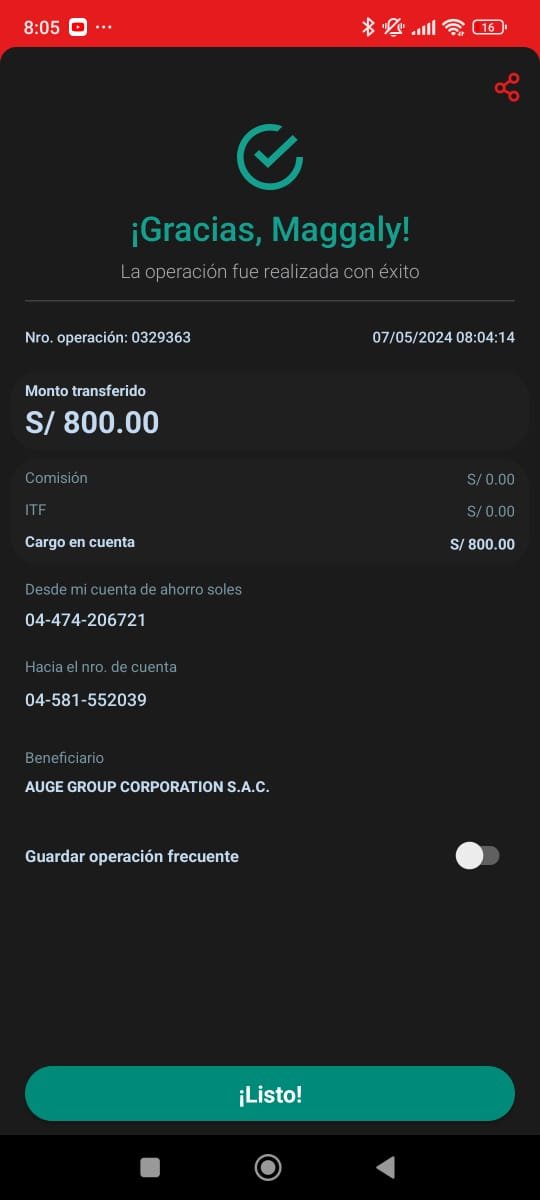 8:05 ··· 16
¡Gracias, Maggaly!
La operación fue realizada con éxito
Nro. operación: 0329363 07/05/2024 08:04:14
Monto transferido
S/ 800.00
Comisión S/ 0.00
ITF S/ 0.00
Cargo en cuenta S/ 800.00
Desde mi cuenta de ahorro soles
04-474-206721
Hacia el nro. de cuenta
04-581-552039
Beneficiario
AUGE GROUP CORPORATION S.A.C.
Guardar operación frecuente
¡Listo!